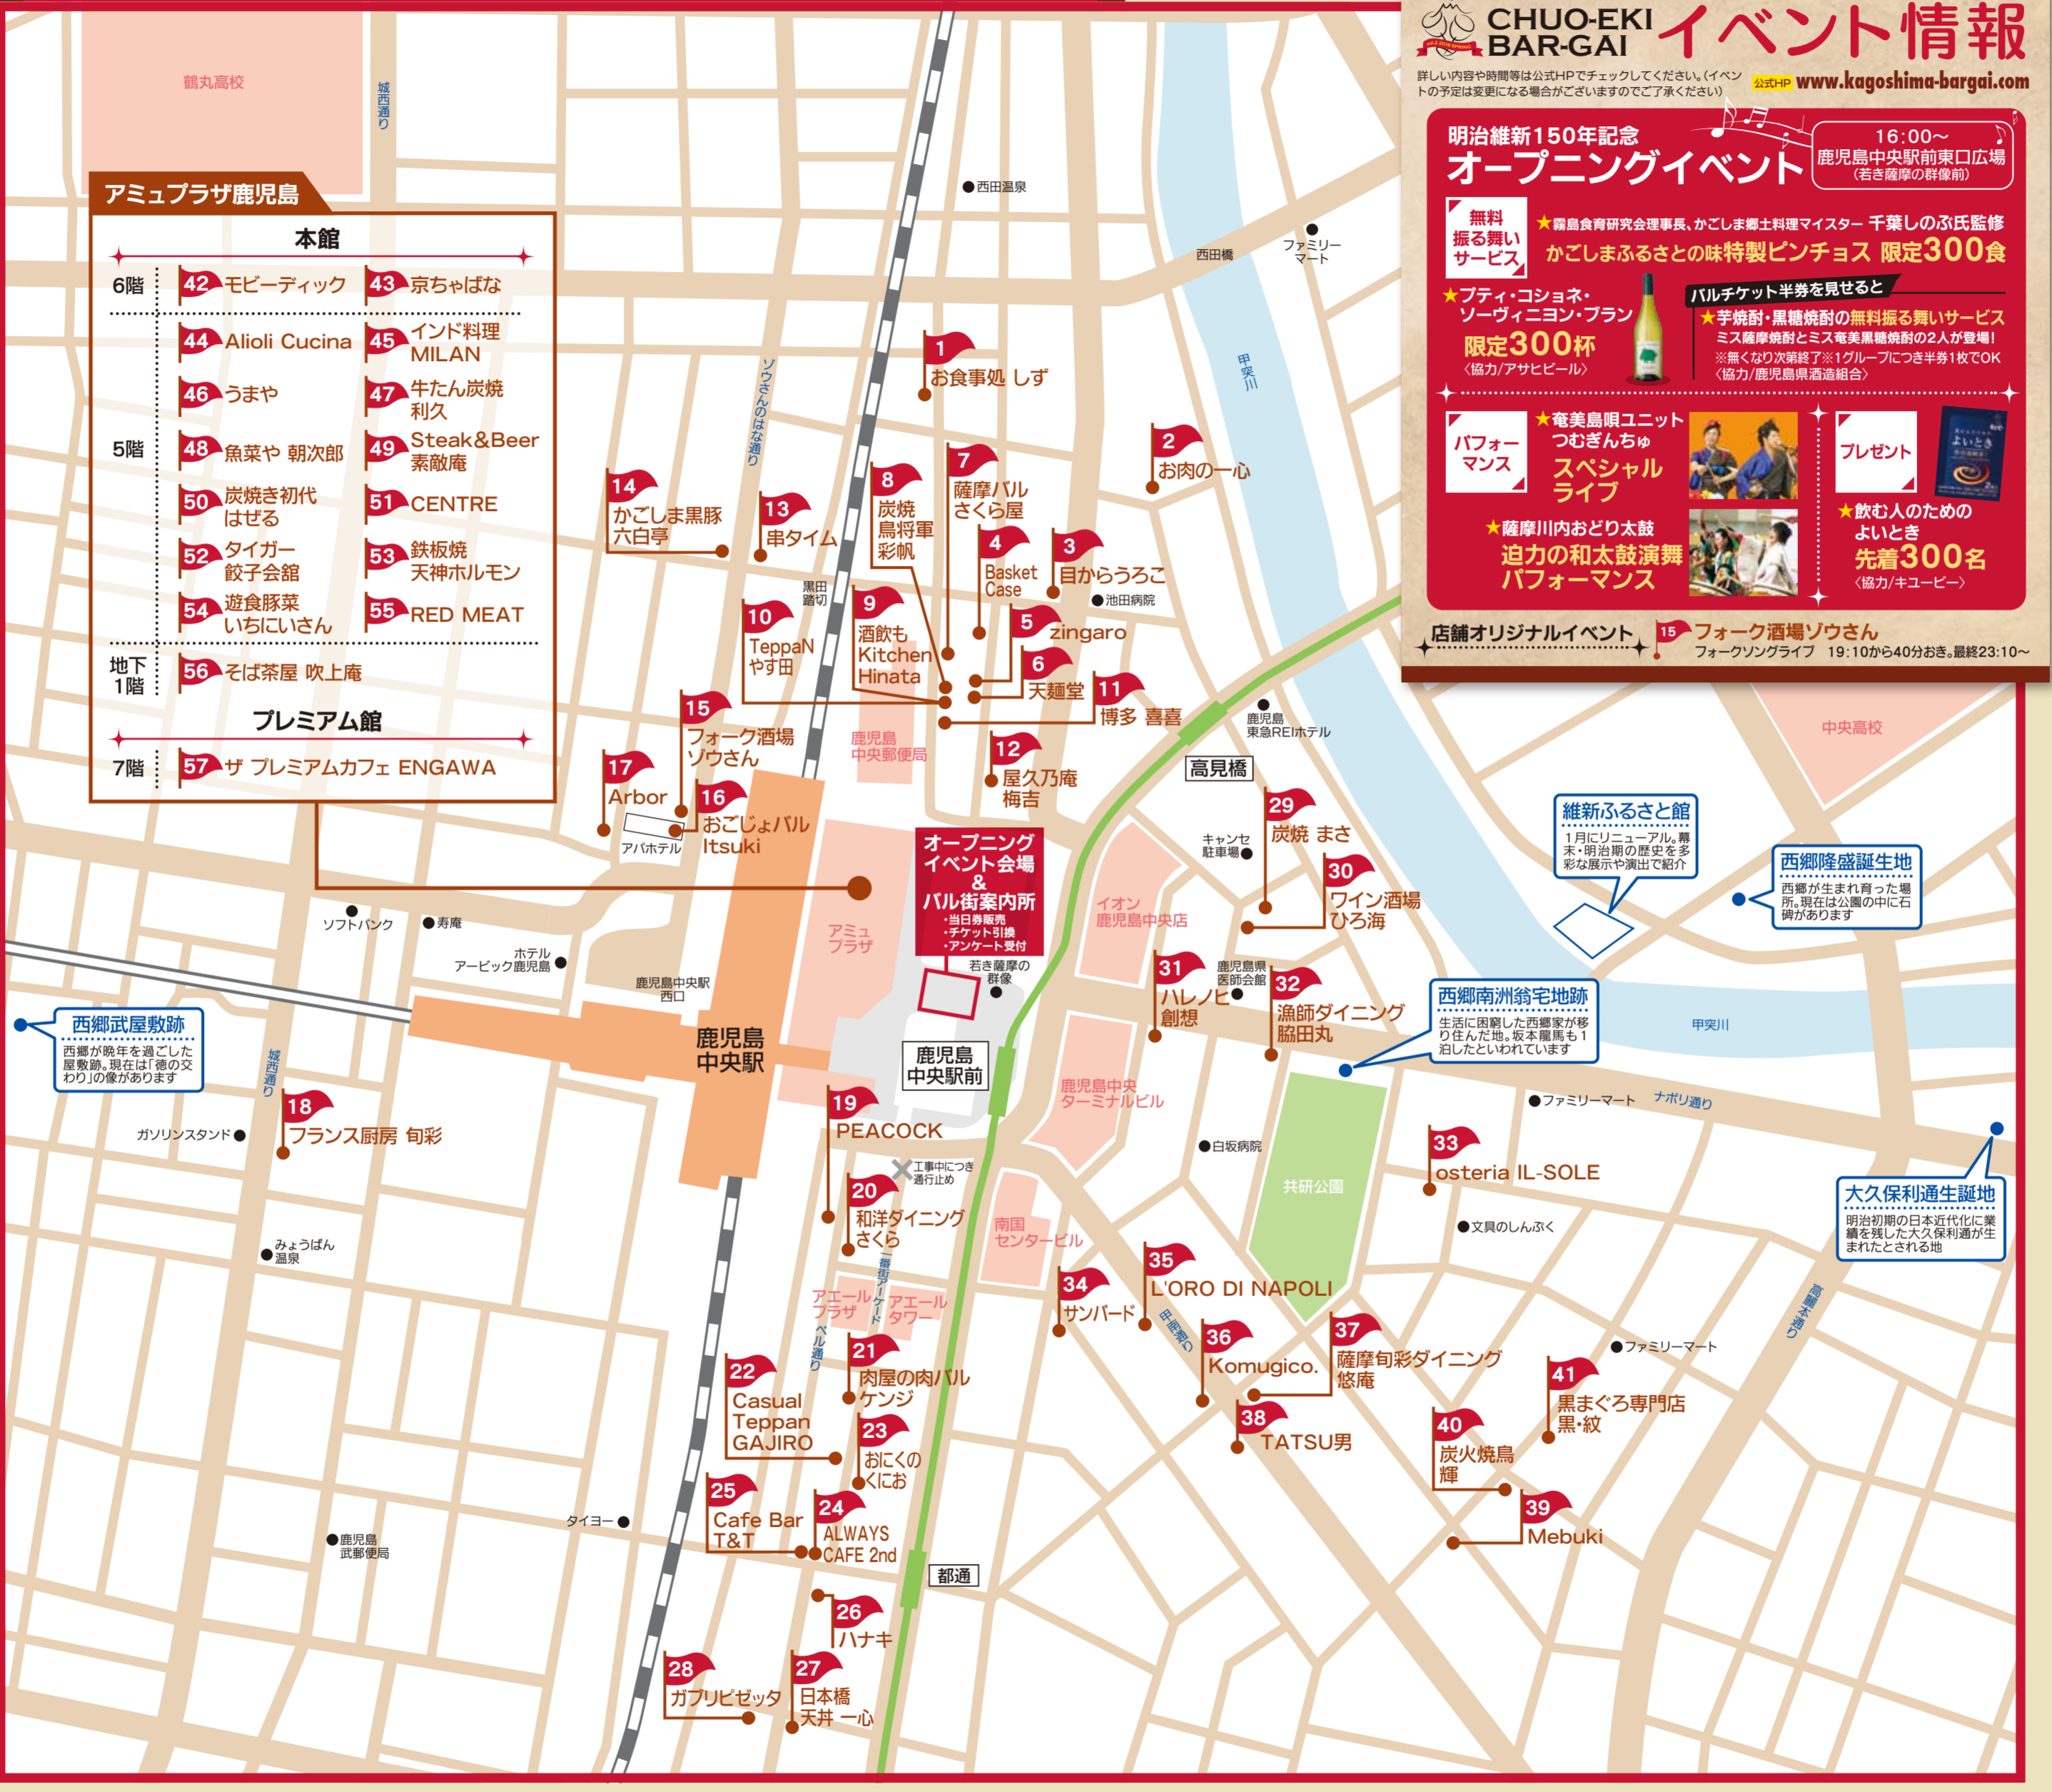 CHUO-EKI
BAR-GAI
イベント情報
詳しい内容や時間等は公式HPでチェックしてください。(イベン
トの予定は変更になる場合がございますのでご了承ください)
公式HP www.kagoshima-bargai.com
明治維新150年記念
オープニングイベント
16:00〜
鹿児島中央駅前東口広場
(若き薩摩の群像前)
無料
振る舞い
サービス
★霧島食育研究会理事長、かごしま郷土料理マイスター 千葉しのぶ氏監修
かごしまふるさとの味特製ピンチョス 限定300食
★プティ・コショネ・
ソーヴィニヨン・ブラン
限定300杯
〈協力/アサヒビール〉
バルチケット半券を見せると
★芋焼酎・黒糖焼酎の無料振る舞いサービス
ミス薩摩焼酎とミス奄美黒糖焼酎の2人が登場!
※無くなり次第終了※1グループにつき半券1枚でOK
〈協力/鹿児島県酒造組合〉
パフォー
マンス
★奄美島唄ユニット
つむぎんちゅ
スペシャル
ライブ
★薩摩川内おどり太鼓
迫力の和太鼓演舞
パフォーマンス
プレゼント
よいとき
★飲む人のための
よいとき
先着300名
〈協力/キユーピー〉
店舗オリジナルイベント
15 フォーク酒場ゾウさん
フォークソングライブ 19:10から40分おき。最終23:10〜
鶴丸高校
城西通り
アミュプラザ鹿児島
本館
6階
42 モビーディック
43 京ちゃばな
5階
44 Alioli Cucina
45 インド料理
MILAN
46 うまや
47 牛たん炭焼
利久
48 魚菜や 朝次郎
49 Steak&Beer
素敵庵
50 炭焼き初代
はぜる
51 CENTRE
52 タイガー
餃子会舘
53 鉄板焼
天神ホルモン
54 遊食豚菜
いちにいさん
55 RED MEAT
地下
1階
56 そば茶屋 吹上庵
プレミアム館
7階
57 ザ プレミアムカフェ ENGAWA
西田温泉
西田橋
ファミリー
マート
甲突川
ゾウさんのはな通り
1
お食事処 しず
2
お肉の一心
3
目からうろこ
池田病院
4
Basket
Case
5
zingaro
6
天麺堂
7
薩摩バル
さくら屋
8
炭焼
鳥将軍
彩帆
9
酒飲も
Kitchen
Hinata
10
TeppaN
やす田
11
博多 喜喜
12
屋久乃庵
梅吉
13
串タイム
14
かごしま黒豚
六白亭
黒田
踏切
15
フォーク酒場
ゾウさん
16
おごじょバル
Itsuki
17
Arbor
アパホテル
鹿児島
中央郵便局
鹿児島
東急REIホテル
高見橋
中央高校
オープニング
イベント会場
&
バル街案内所
・当日券販売
・チケット引換
・アンケート受付
若き薩摩の
群像
アミュ
プラザ
イオン
鹿児島中央店
キャンセ
駐車場
29
炭焼 まさ
30
ワイン酒場
ひろ海
31
ハレノヒ
創想
鹿児島県
医師会館
32
漁師ダイニング
脇田丸
維新ふるさと館
1月にリニューアル。幕
末・明治期の歴史を多
彩な展示や演出で紹介
西郷隆盛誕生地
西郷が生まれ育った場
所。現在は公園の中に石
碑があります
西郷南洲翁宅地跡
生活に困窮した西郷家が移
り住んだ地。坂本龍馬も1
泊したといわれています
甲突川
ソフトバンク
寿庵
ホテル
アービック鹿児島
鹿児島中央駅
西口
鹿児島
中央駅
鹿児島
中央駅前
西郷武屋敷跡
西郷が晩年を過ごした
屋敷跡。現在は「徳の交
わり」の像があります
城西通り
18
フランス厨房 旬彩
ガソリンスタンド
みょうばん
温泉
鹿児島
武郵便局
タイヨー
19
PEACOCK
工事中につき
通行止め
20
和洋ダイニング
さくら
一番街アーケード
アエール
プラザ
アエール
タワー
ベル通り
鹿児島中央
ターミナルビル
南国
センタービル
白坂病院
共研公園
ファミリーマート
ナポリ通り
33
osteria IL-SOLE
文具のしんぷく
大久保利通生誕地
明治初期の日本近代化に業
績を残した大久保利通が生
まれたとされる地
高麗本通り
21
肉屋の肉バル
ケンジ
22
Casual
Teppan
GAJIRO
23
おにくの
くにお
24
ALWAYS
CAFE 2nd
25
Cafe Bar
T&T
26
ハナキ
27
日本橋
天丼 一心
28
ガブリピゼッタ
都通
34
サンバード
35
L'ORO DI NAPOLI
甲南通り
36
Komugico.
37
薩摩旬彩ダイニング
悠庵
38
TATSU男
39
Mebuki
40
炭火焼鳥
輝
41
黒まぐろ専門店
黒・紋
ファミリーマート